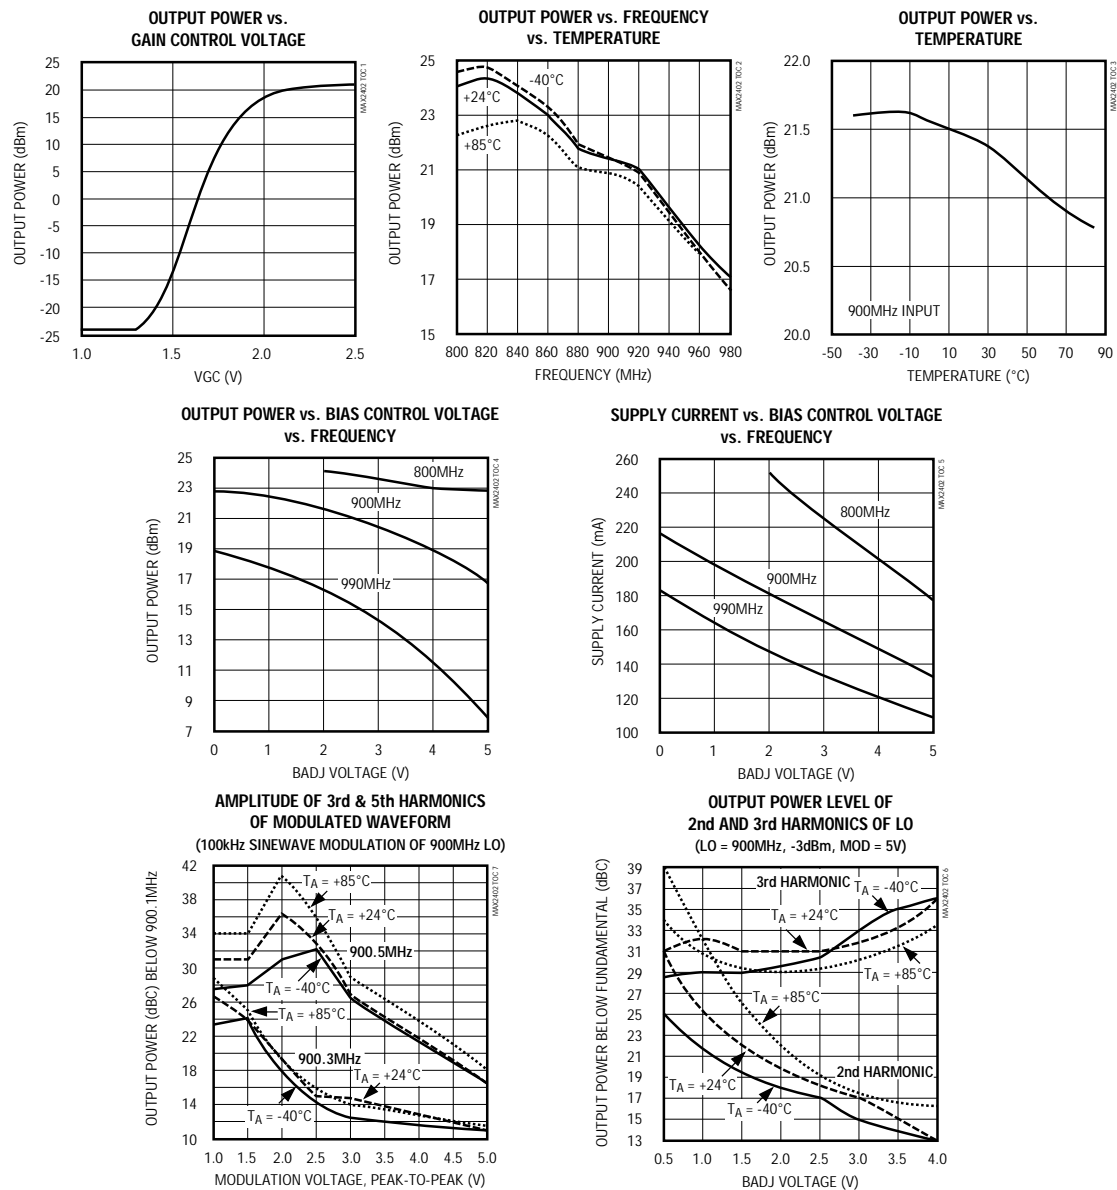 OUTPUT POWER vs.
GAIN CONTROL VOLTAGE
25
20
15
10
5
0
-5
-10
-15
-20
-25
OUTPUT POWER (dBm)
1.0 1.5 2.0 2.5
VGC (V)
MAX2402 TOC 1
OUTPUT POWER vs. FREQUENCY
vs. TEMPERATURE
25
23
21
19
17
15
OUTPUT POWER (dBm)
-40°C
+24°C
+85°C
800 820 840 860 880 900 920 940 960 980
FREQUENCY (MHz)
MAX2402 TOC 2
OUTPUT POWER vs.
TEMPERATURE
22.0
21.5
21.0
20.5
20.0
OUTPUT POWER (dBm)
900MHz INPUT
-50 -30 -10 10 30 50 70 90
TEMPERATURE (°C)
MAX2402 TOC 3
OUTPUT POWER vs. BIAS CONTROL VOLTAGE
vs. FREQUENCY
25
23
21
19
17
15
13
11
9
7
OUTPUT POWER (dBm)
800MHz
900MHz
990MHz
0 1 2 3 4 5
BADJ VOLTAGE (V)
MAX2402 TOC 4
SUPPLY CURRENT vs. BIAS CONTROL VOLTAGE
vs. FREQUENCY
260
240
220
200
180
160
140
120
100
SUPPLY CURRENT (mA)
800MHz
900MHz
990MHz
0 1 2 3 4 5
BADJ VOLTAGE (V)
MAX2402 TOC 5
AMPLITUDE OF 3rd & 5th HARMONICS
OF MODULATED WAVEFORM
(100kHz SINEWAVE MODULATION OF 900MHz LO)
42
38
34
30
26
22
18
14
10
OUTPUT POWER (dBC) BELOW 900.1MHz
TA = +85°C
TA = +24°C
900.5MHz
TA = -40°C
TA = +85°C
900.3MHz
TA = +24°C
TA = -40°C
1.0 1.5 2.0 2.5 3.0 3.5 4.0 4.5 5.0
MODULATION VOLTAGE, PEAK-TO-PEAK (V)
MAX2402 TOC 7
OUTPUT POWER LEVEL OF
2nd AND 3rd HARMONICS OF LO
(LO = 900MHz, -3dBm, MOD = 5V)
39
37
35
33
31
29
27
25
23
21
19
17
15
13
OUTPUT POWER BELOW FUNDAMENTAL (dBC)
3rd HARMONIC
TA = -40°C
TA = +24°C
TA = +85°C
TA = +85°C
2nd HARMONIC
TA = +24°C
TA = -40°C
0.5 1.0 1.5 2.0 2.5 3.0 3.5 4.0
BADJ VOLTAGE (V)
MAX2402 TOC 6